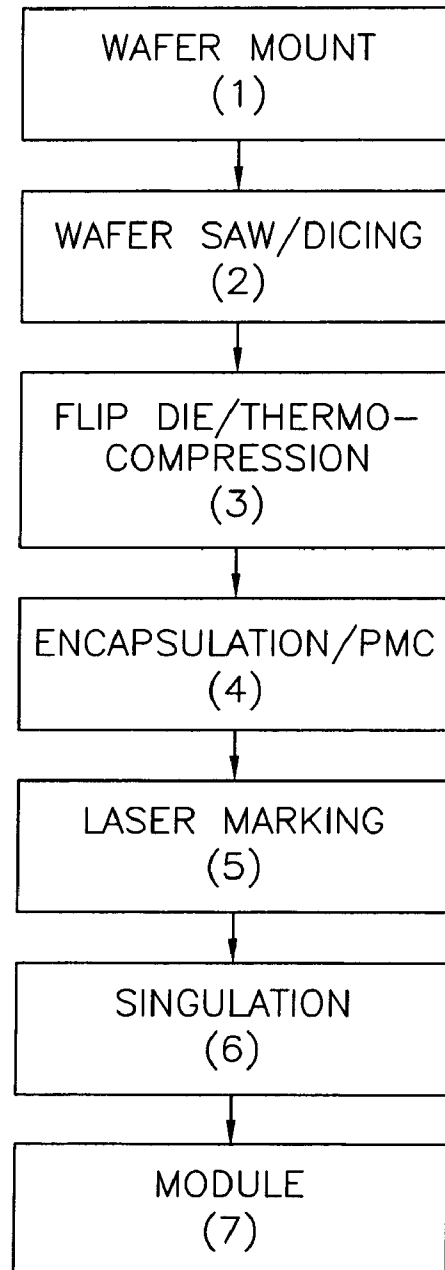 WAFER MOUNT
(1)
WAFER SAW/DICING
(2)
FLIP DIE/THERMO-
COMPRESSION
(3)
ENCAPSULATION/PMC
(4)
LASER MARKING
(5)
SINGULATION
(6)
MODULE
(7)